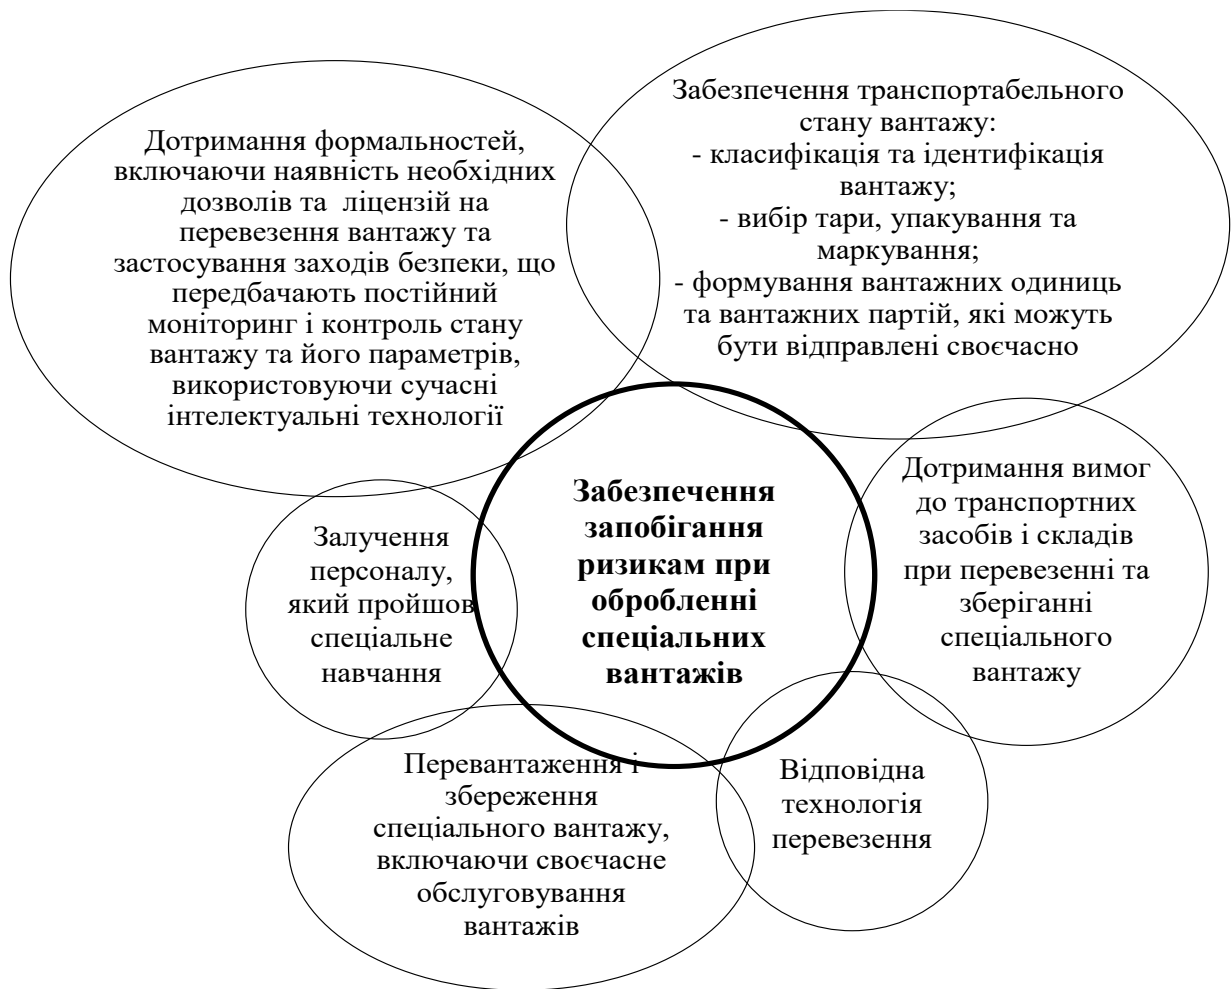 Дотримання формальностей,
включаючи наявність необхідних
дозволів та ліцензій на
перевезення вантажу та
застосування заходів безпеки, що
передбачають постійний
моніторинг і контроль стану
вантажу та його параметрів,
використовуючи сучасні
інтелектуальні технології
Забезпечення транспортабельного
стану вантажу:
- класифікація та ідентифікація
вантажу;
- вибір тари, упакування та
маркування;
- формування вантажних одиниць
та вантажних партій, які можуть
бути відправлені своєчасно
Забезпечення
запобігання
ризикам при
обробленні
спеціальних
вантажів
Дотримання вимог
до транспортних
засобів і складів
при перевезенні та
зберіганні
спеціального
вантажу
Залучення
персоналу,
який пройшов
спеціальне
навчання
Перевантаження і
збереження
спеціального вантажу,
включаючи своєчасне
обслуговування
вантажів
Відповідна
технологія
перевезення